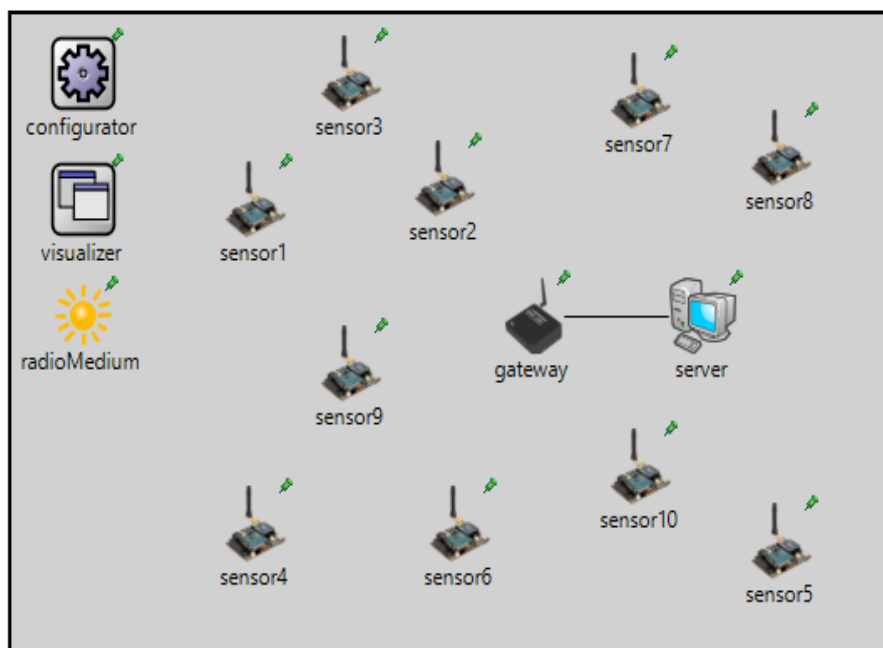 configurator
sensor3
sensor7
sensor8
visualizer
sensor1
sensor2
radioMedium
gateway
server
sensor9
sensor10
sensor4
sensor6
sensor5